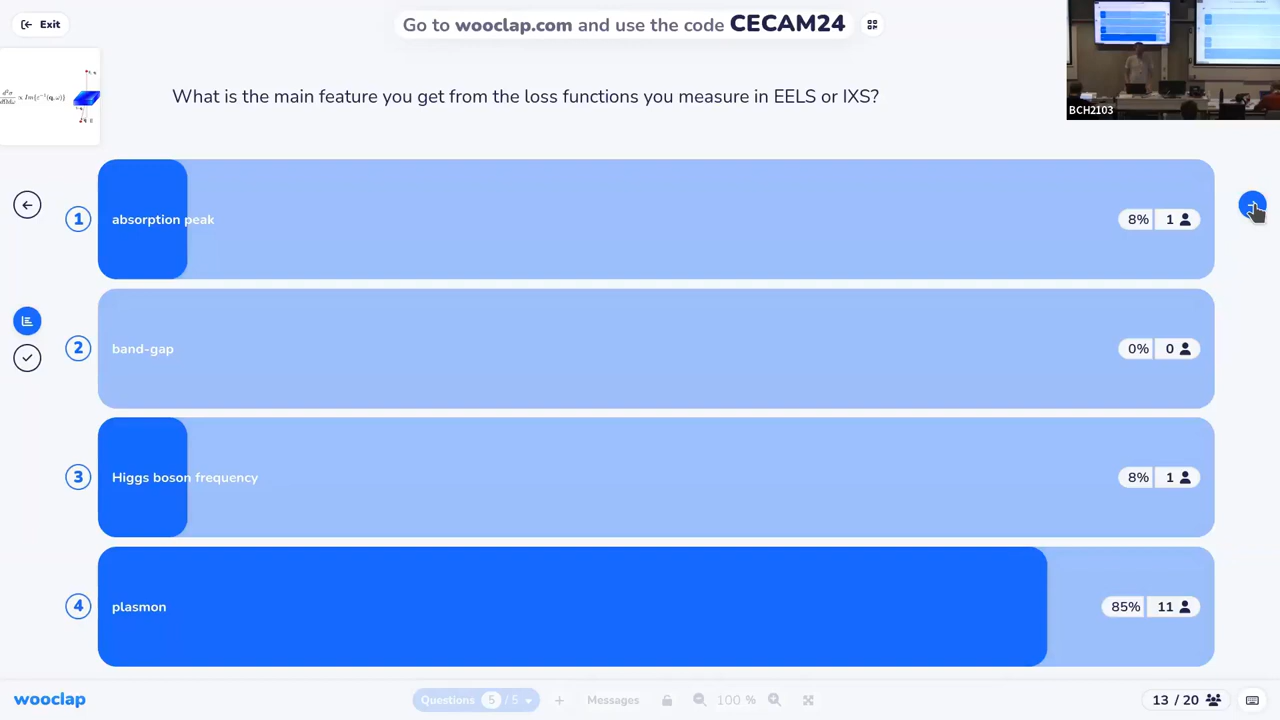 Exit
Go to wooclap.com and use the code CECAM24
What is the main feature you get from the loss functions you measure in EELS or IXS?
BCH2103
1 absorption peak 8% 1
2 band-gap 0% 0
3 Higgs boson frequency 8% 1
4 plasmon 85% 11
wooclap
Questions 5 / 5
+
Messages
100 %
13 / 20